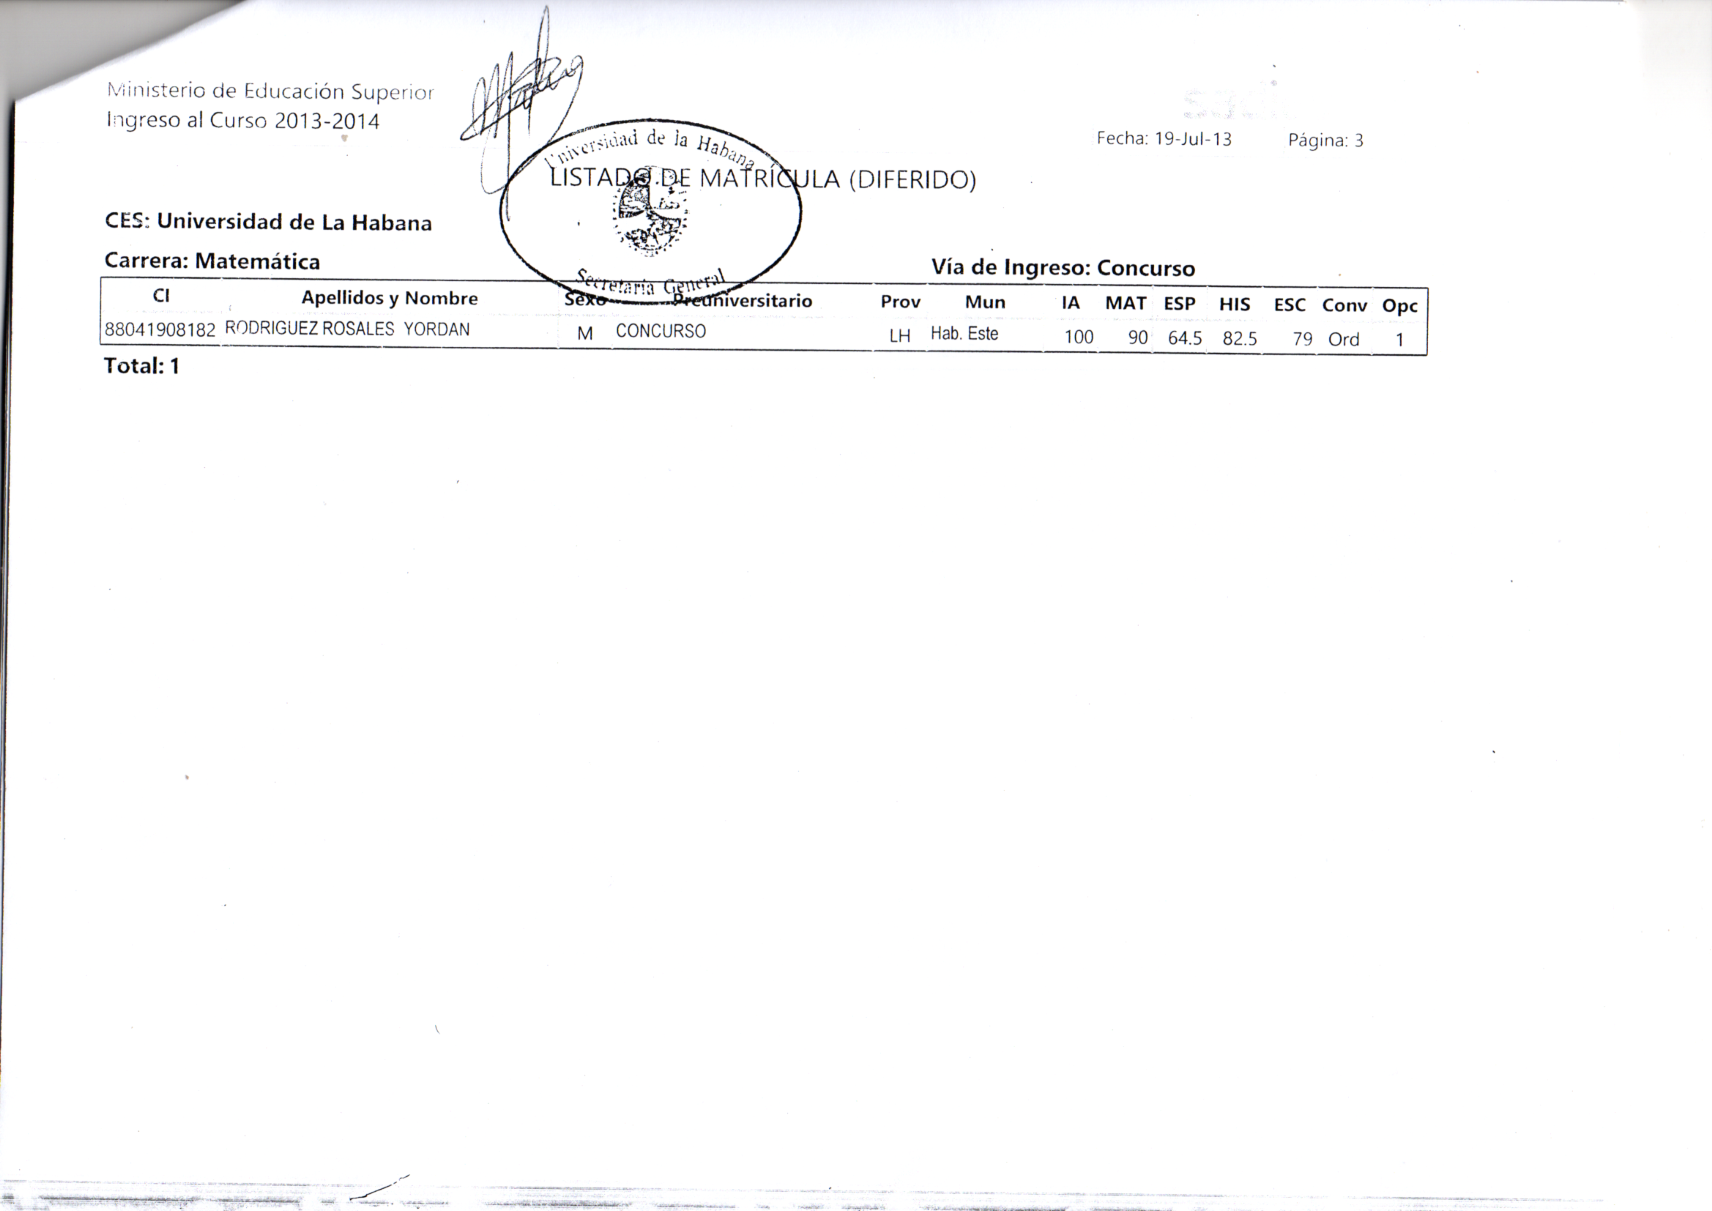 Ministerio de Educación Superior
Ingreso al Curso 2013-2014
Fecha: 19-Jul-13 Página: 3
Universidad de la Habana
LISTADO DE MATRÍCULA (DIFERIDO)
CES: Universidad de La Habana
Secretaría General
Carrera: Matemática Vía de Ingreso: Concurso
CI Apellidos y Nombre Sexo Preuniversitario Prov Mun IA MAT ESP HIS ESC Conv Opc
88041908182 RODRIGUEZ ROSALES YORDAN M CONCURSO LH Hab. Este 100 90 64.5 82.5 79 Ord 1
Total: 1